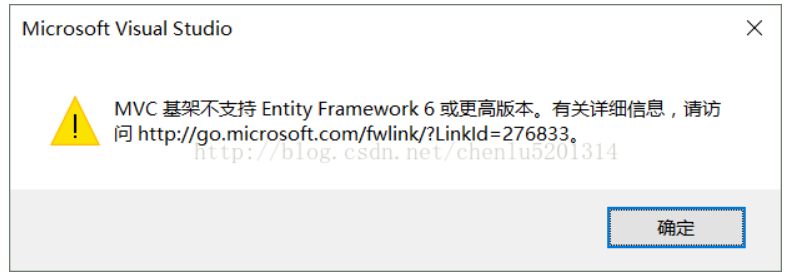 Microsoft Visual Studio
MVC 基架不支持 Entity Framework 6 或更高版本。有关详细信息，请访
问 http://go.microsoft.com/fwlink/?LinkId=276833。
http://blog.csdn.net/chenlu5201314
确定